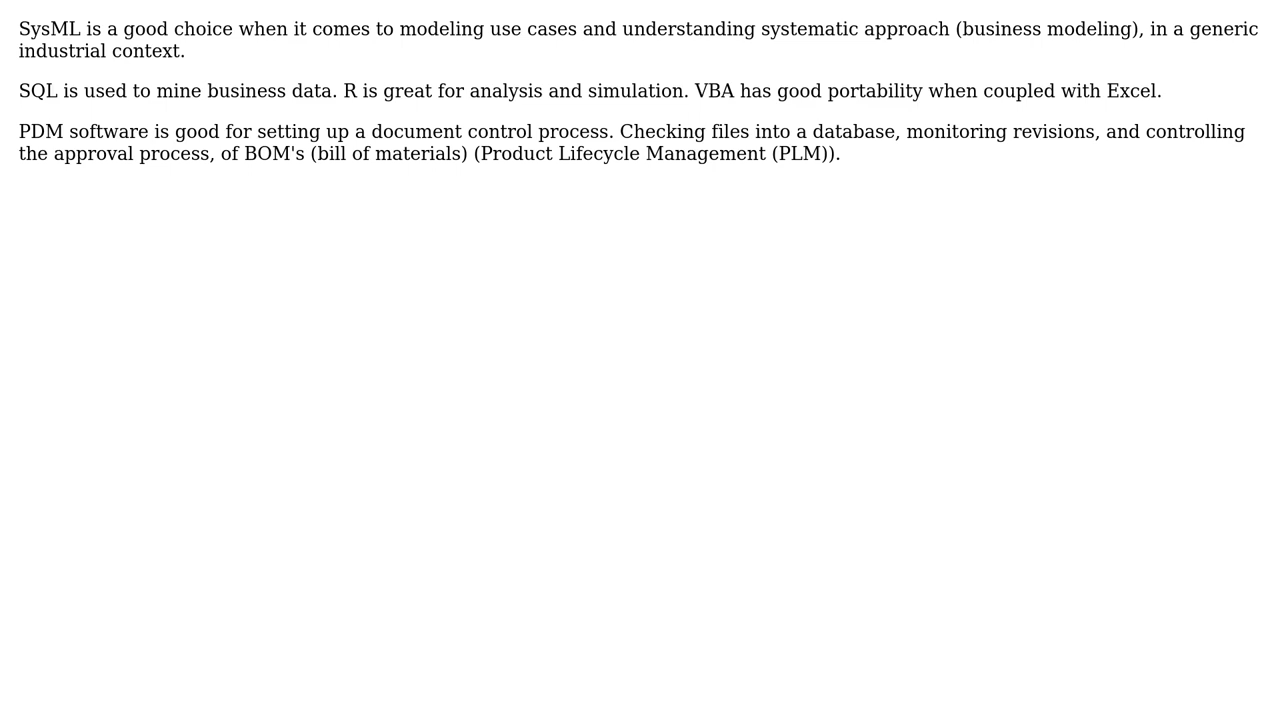 SysML is a good choice when it comes to modeling use cases and understanding systematic approach (business modeling), in a generic
industrial context.
SQL is used to mine business data. R is great for analysis and simulation. VBA has good portability when coupled with Excel.
PDM software is good for setting up a document control process. Checking files into a database, monitoring revisions, and controlling
the approval process, of BOM's (bill of materials) (Product Lifecycle Management (PLM)).